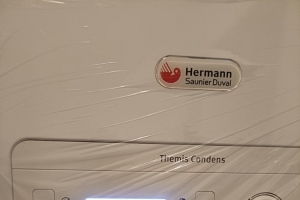 Hermann
Saunier Duval
Themis Condens